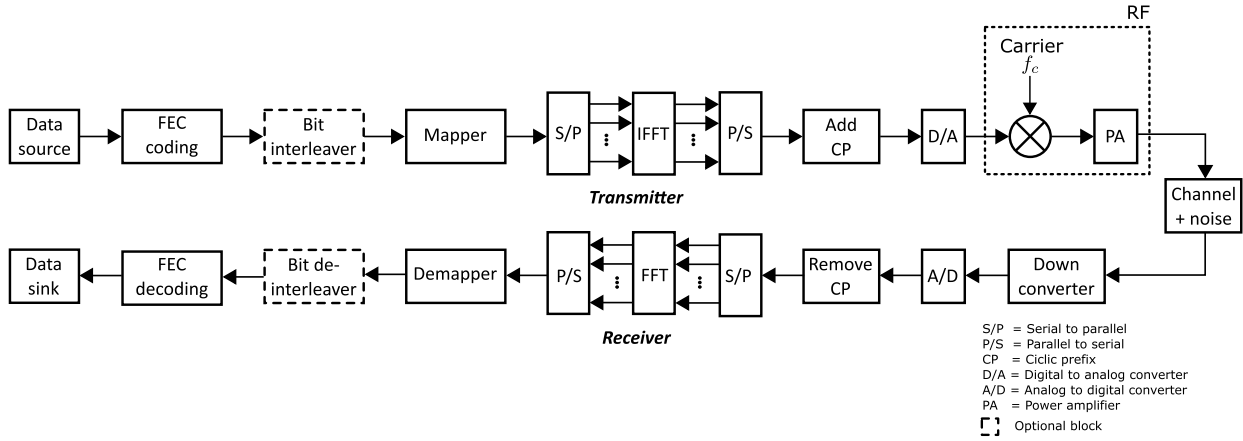 RF
Carrier
f_c
Data
source
FEC
coding
Bit
interleaver
Mapper
S/P
IFFT
P/S
Add
CP
D/A
PA
Transmitter
Channel
+ noise
Data
sink
FEC
decoding
Bit de-
interleaver
Demapper
P/S
FFT
S/P
Remove
CP
A/D
Down
converter
Receiver
S/P = Serial to parallel
P/S = Parallel to serial
CP = Ciclic prefix
D/A = Digital to analog converter
A/D = Analog to digital converter
PA = Power amplifier
Optional block